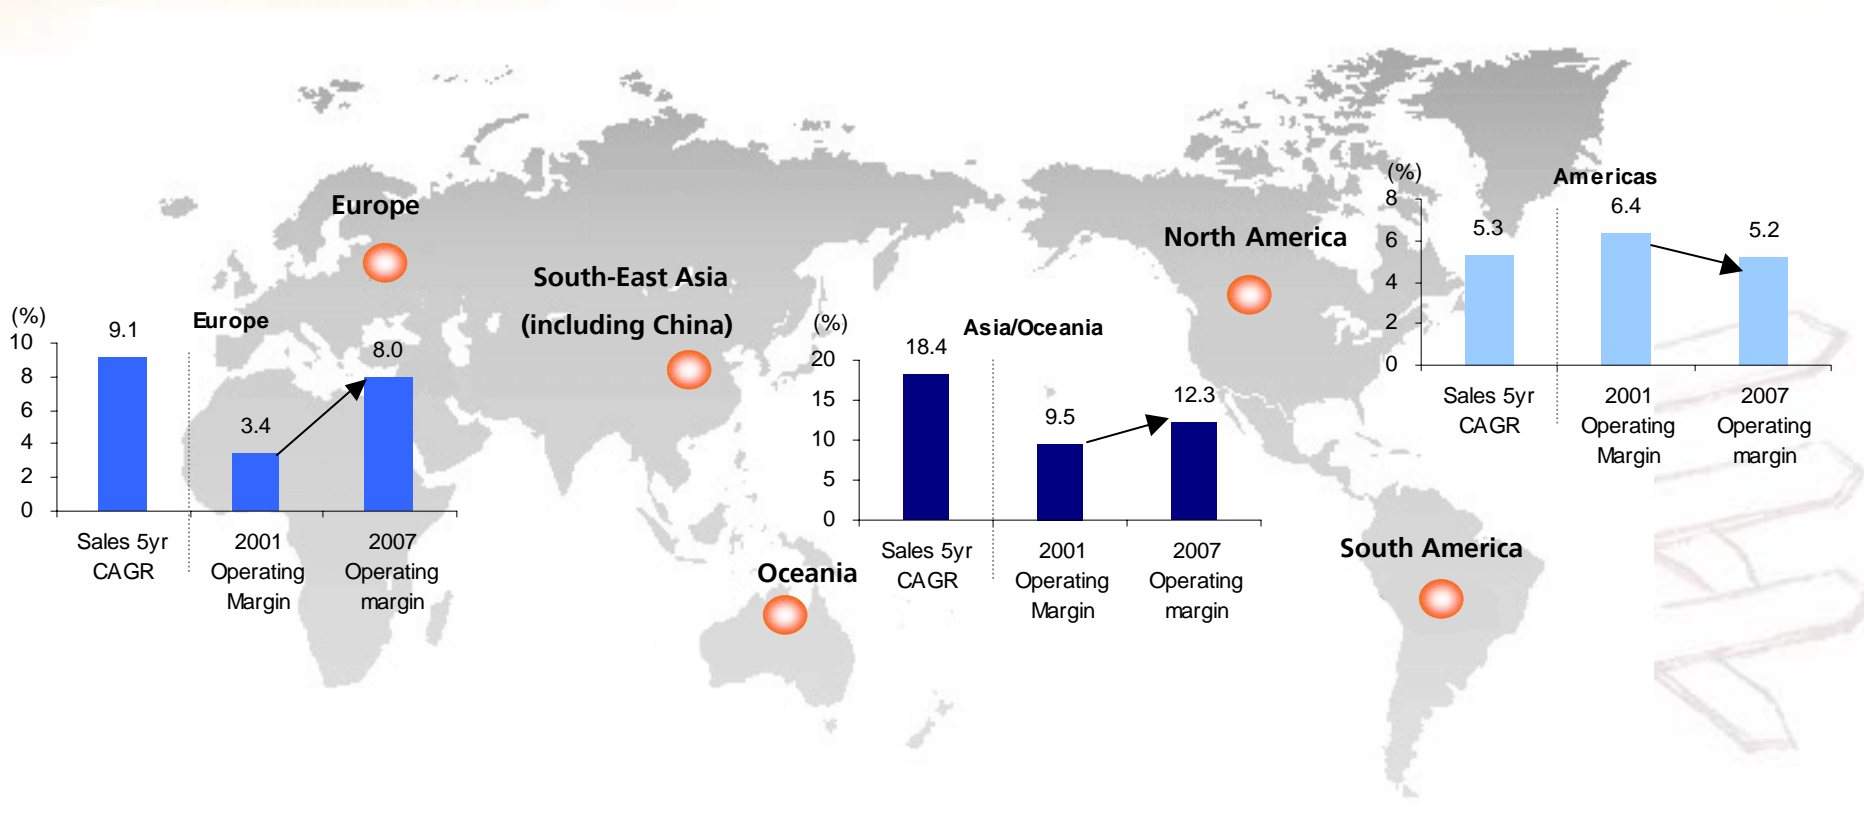 Europe
South-East Asia
(including China)
Oceania
North America
South America
(%)
Europe
10
8
6
4
2
0
9.1
3.4
8.0
Sales 5yr
CAGR
2001
Operating
Margin
2007
Operating
margin
(%)
Asia/Oceania
20
15
10
5
0
18.4
9.5
12.3
Sales 5yr
CAGR
2001
Operating
Margin
2007
Operating
margin
(%)
Americas
8
6
4
2
0
5.3
6.4
5.2
Sales 5yr
CAGR
2001
Operating
Margin
2007
Operating
margin